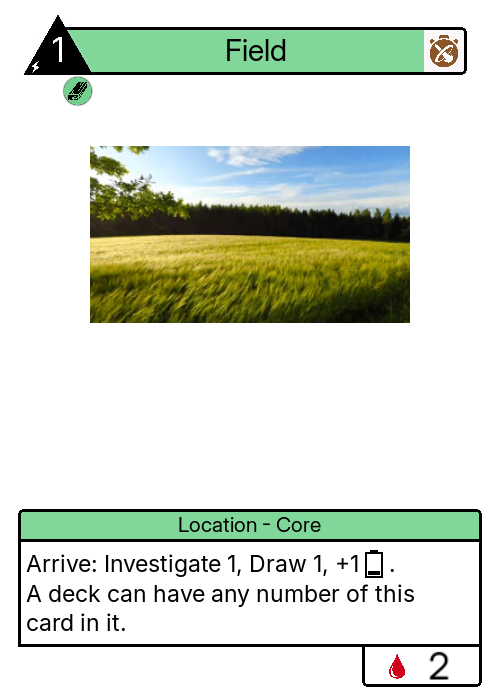 1
Field
Location - Core
Arrive: Investigate 1, Draw 1, +1 .
A deck can have any number of this
card in it.
2